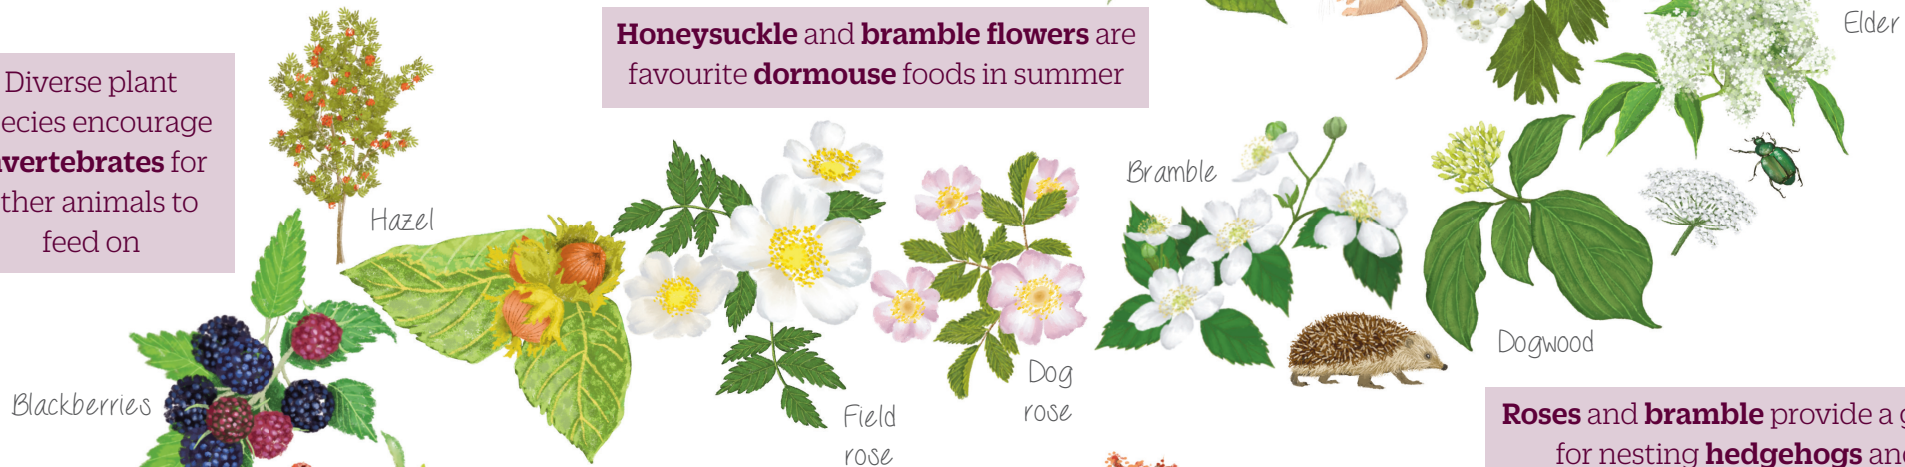 Honeysuckle and bramble flowers are
favourite dormouse foods in summer
Elder
Diverse plant
ecies encourage
vertebrates for
ther animals to
feed on
Hazel
Bramble
Dogwood
Blackberries
Dog
rose
Field
rose
Roses and bramble provide a g
for nesting hedgehogs and